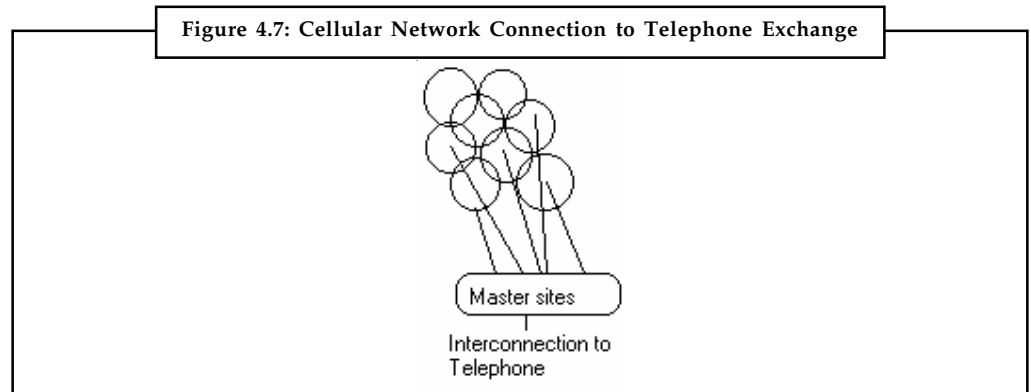 Figure 4.7: Cellular Network Connection to Telephone Exchange
Master sites
Interconnection to
Telephone